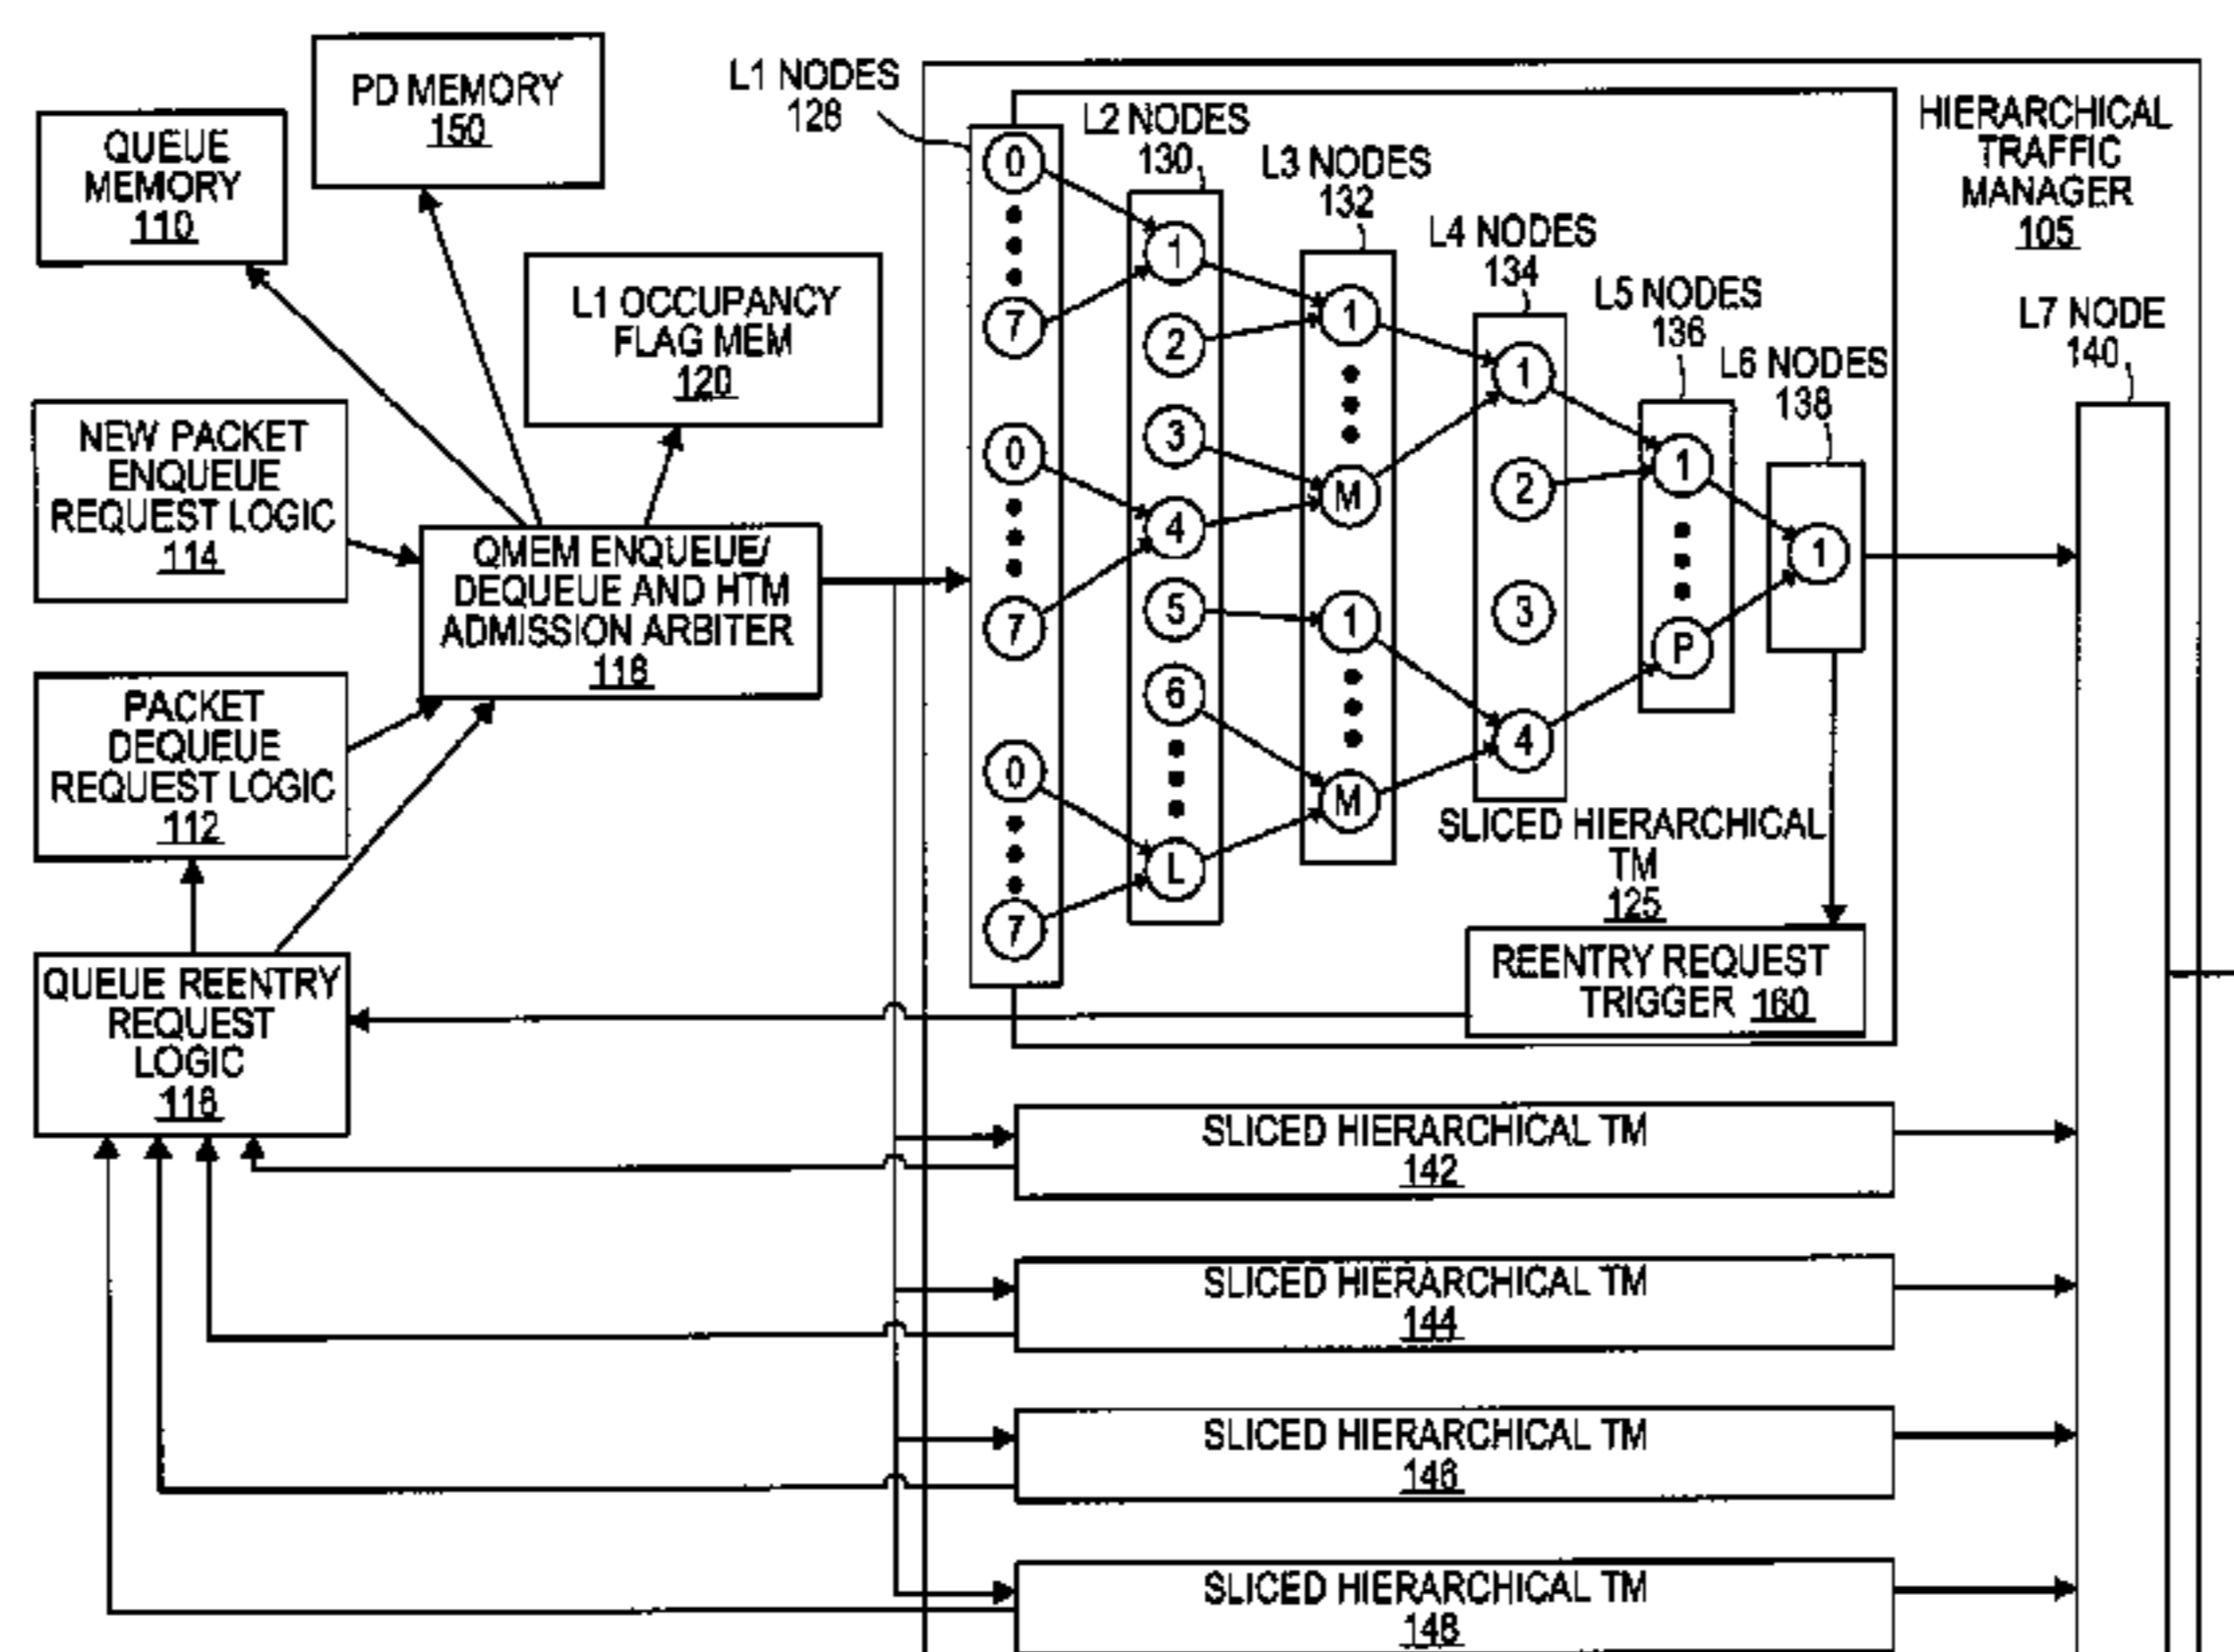 PD MEMORY
150
QUEUE
MEMORY
110
L1 OCCUPANCY
FLAG MEM
120
NEW PACKET
ENQUEUE
REQUEST LOGIC
114
QMEM ENQUEUE/
DEQUEUE AND HTM
ADMISSION ARBITER
118
PACKET
DEQUEUE
REQUEST LOGIC
112
QUEUE REENTRY
REQUEST
LOGIC
116
L1 NODES
128
0
7
0
7
0
7
L2 NODES
130
1
2
3
4
5
6
L
L3 NODES
132
1
M
1
M
L4 NODES
134
1
2
3
4
L5 NODES
136
1
P
L6 NODES
138
1
HIERARCHICAL
TRAFFIC
MANAGER
105
L7 NODE
140
SLICED HIERARCHICAL
TM
125
REENTRY REQUEST
TRIGGER 160
SLICED HIERARCHICAL TM
142
SLICED HIERARCHICAL TM
144
SLICED HIERARCHICAL TM
146
SLICED HIERARCHICAL TM
148